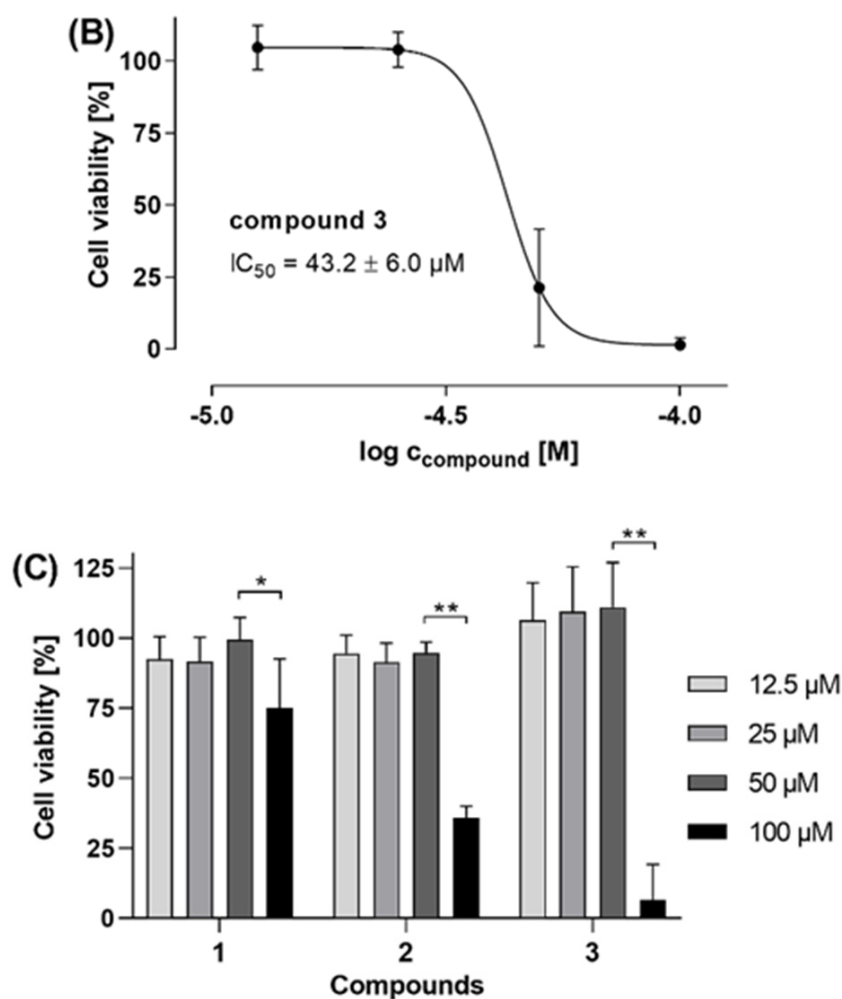 (B)
Cell viability [%]
100
75
50
25
0
compound 3
IC50 = 43.2 ± 6.0 µM
-5.0 -4.5 -4.0
log ccompound [M]
(C)
Cell viability [%]
125
100
75
50
25
0
* ** **
1 2 3
Compounds
12.5 µM
25 µM
50 µM
100 µM